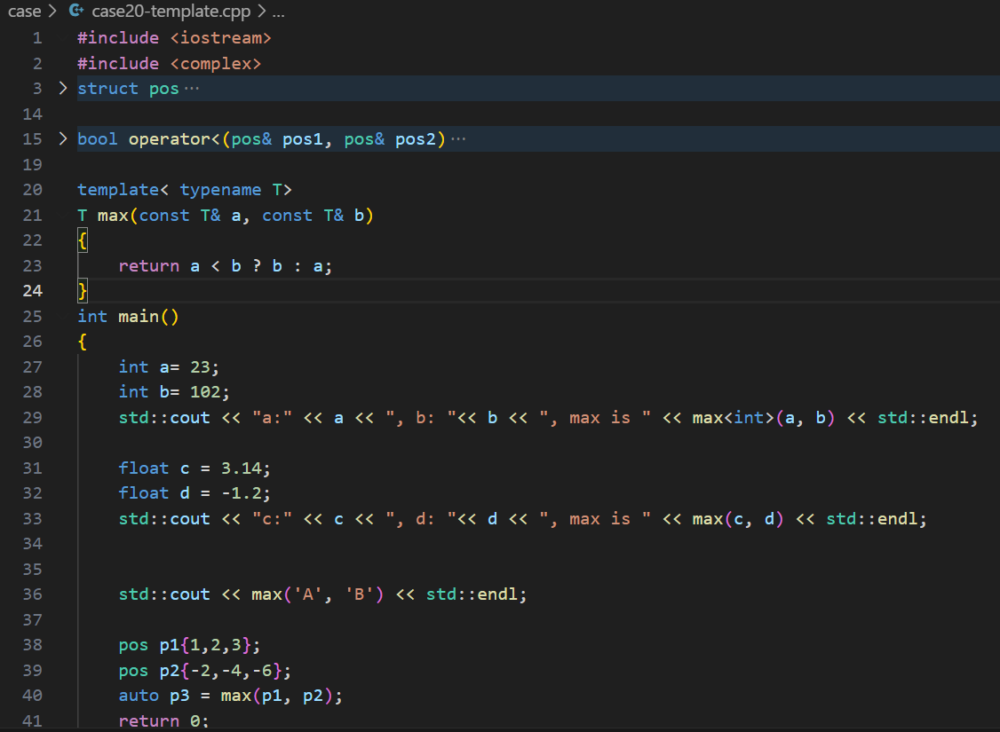 case > case20-template.cpp > ...
1 #include <iostream>
2 #include <complex>
3 > struct pos ···
14
15 > bool operator<(pos& pos1, pos& pos2) ···
19
20 template< typename T>
21 T max(const T& a, const T& b)
22 {
23     return a < b ? b : a;
24 }
25 int main()
26 {
27     int a= 23;
28     int b= 102;
29     std::cout << "a:" << a << ", b: "<< b << ", max is " << max<int>(a, b) << std::endl;
30
31     float c = 3.14;
32     float d = -1.2;
33     std::cout << "c:" << c << ", d: "<< d << ", max is " << max(c, d) << std::endl;
34
35
36     std::cout << max('A', 'B') << std::endl;
37
38     pos p1{1,2,3};
39     pos p2{-2,-4,-6};
40     auto p3 = max(p1, p2);
41     return 0;